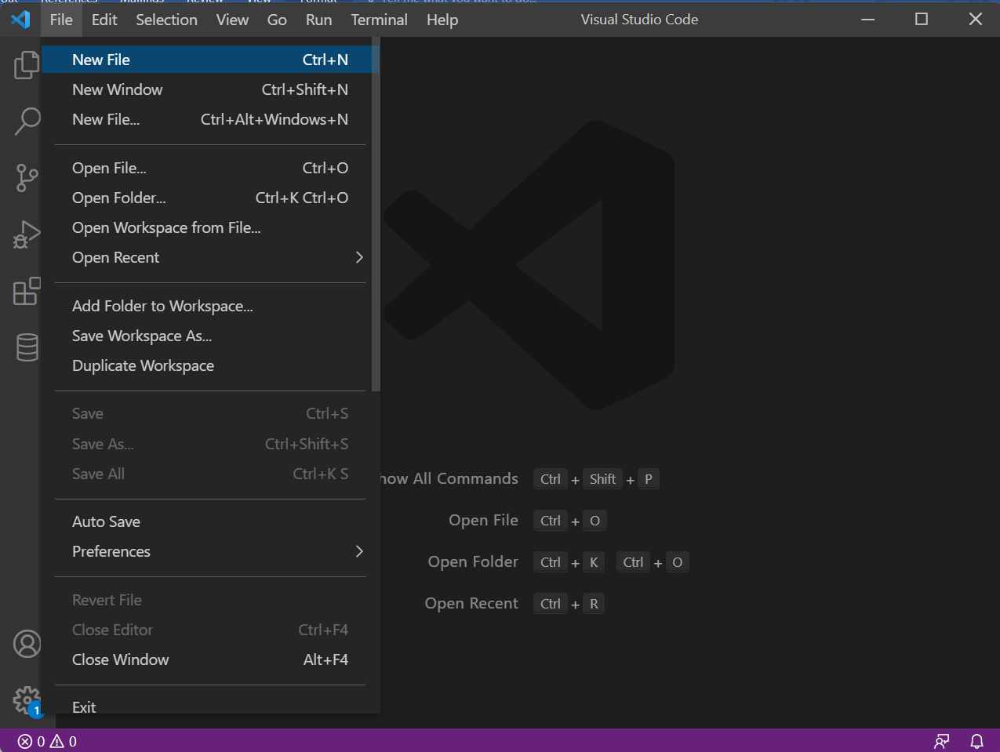 File Edit Selection View Go Run Terminal Help Visual Studio Code
New File Ctrl+N
New Window Ctrl+Shift+N
New File... Ctrl+Alt+Windows+N
Open File... Ctrl+O
Open Folder... Ctrl+K Ctrl+O
Open Workspace from File...
Open Recent
Add Folder to Workspace...
Save Workspace As...
Duplicate Workspace
Save Ctrl+S
Save As... Ctrl+Shift+S
Save All Ctrl+K S
Auto Save
Preferences
Revert File
Close Editor Ctrl+F4
Close Window Alt+F4
Exit
how All Commands Ctrl + Shift + P
Open File Ctrl + O
Open Folder Ctrl + K Ctrl + O
Open Recent Ctrl + R
1
0 0